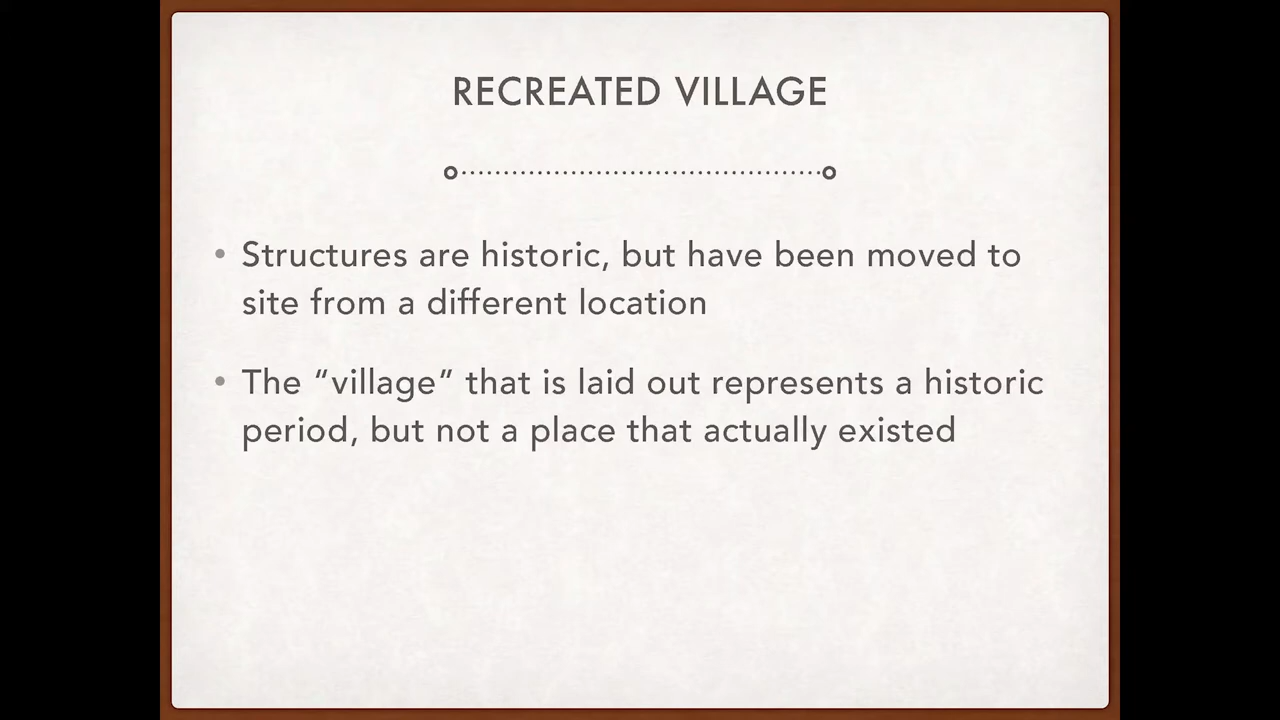 RECREATED VILLAGE
• Structures are historic, but have been moved to
site from a different location
• The “village” that is laid out represents a historic
period, but not a place that actually existed